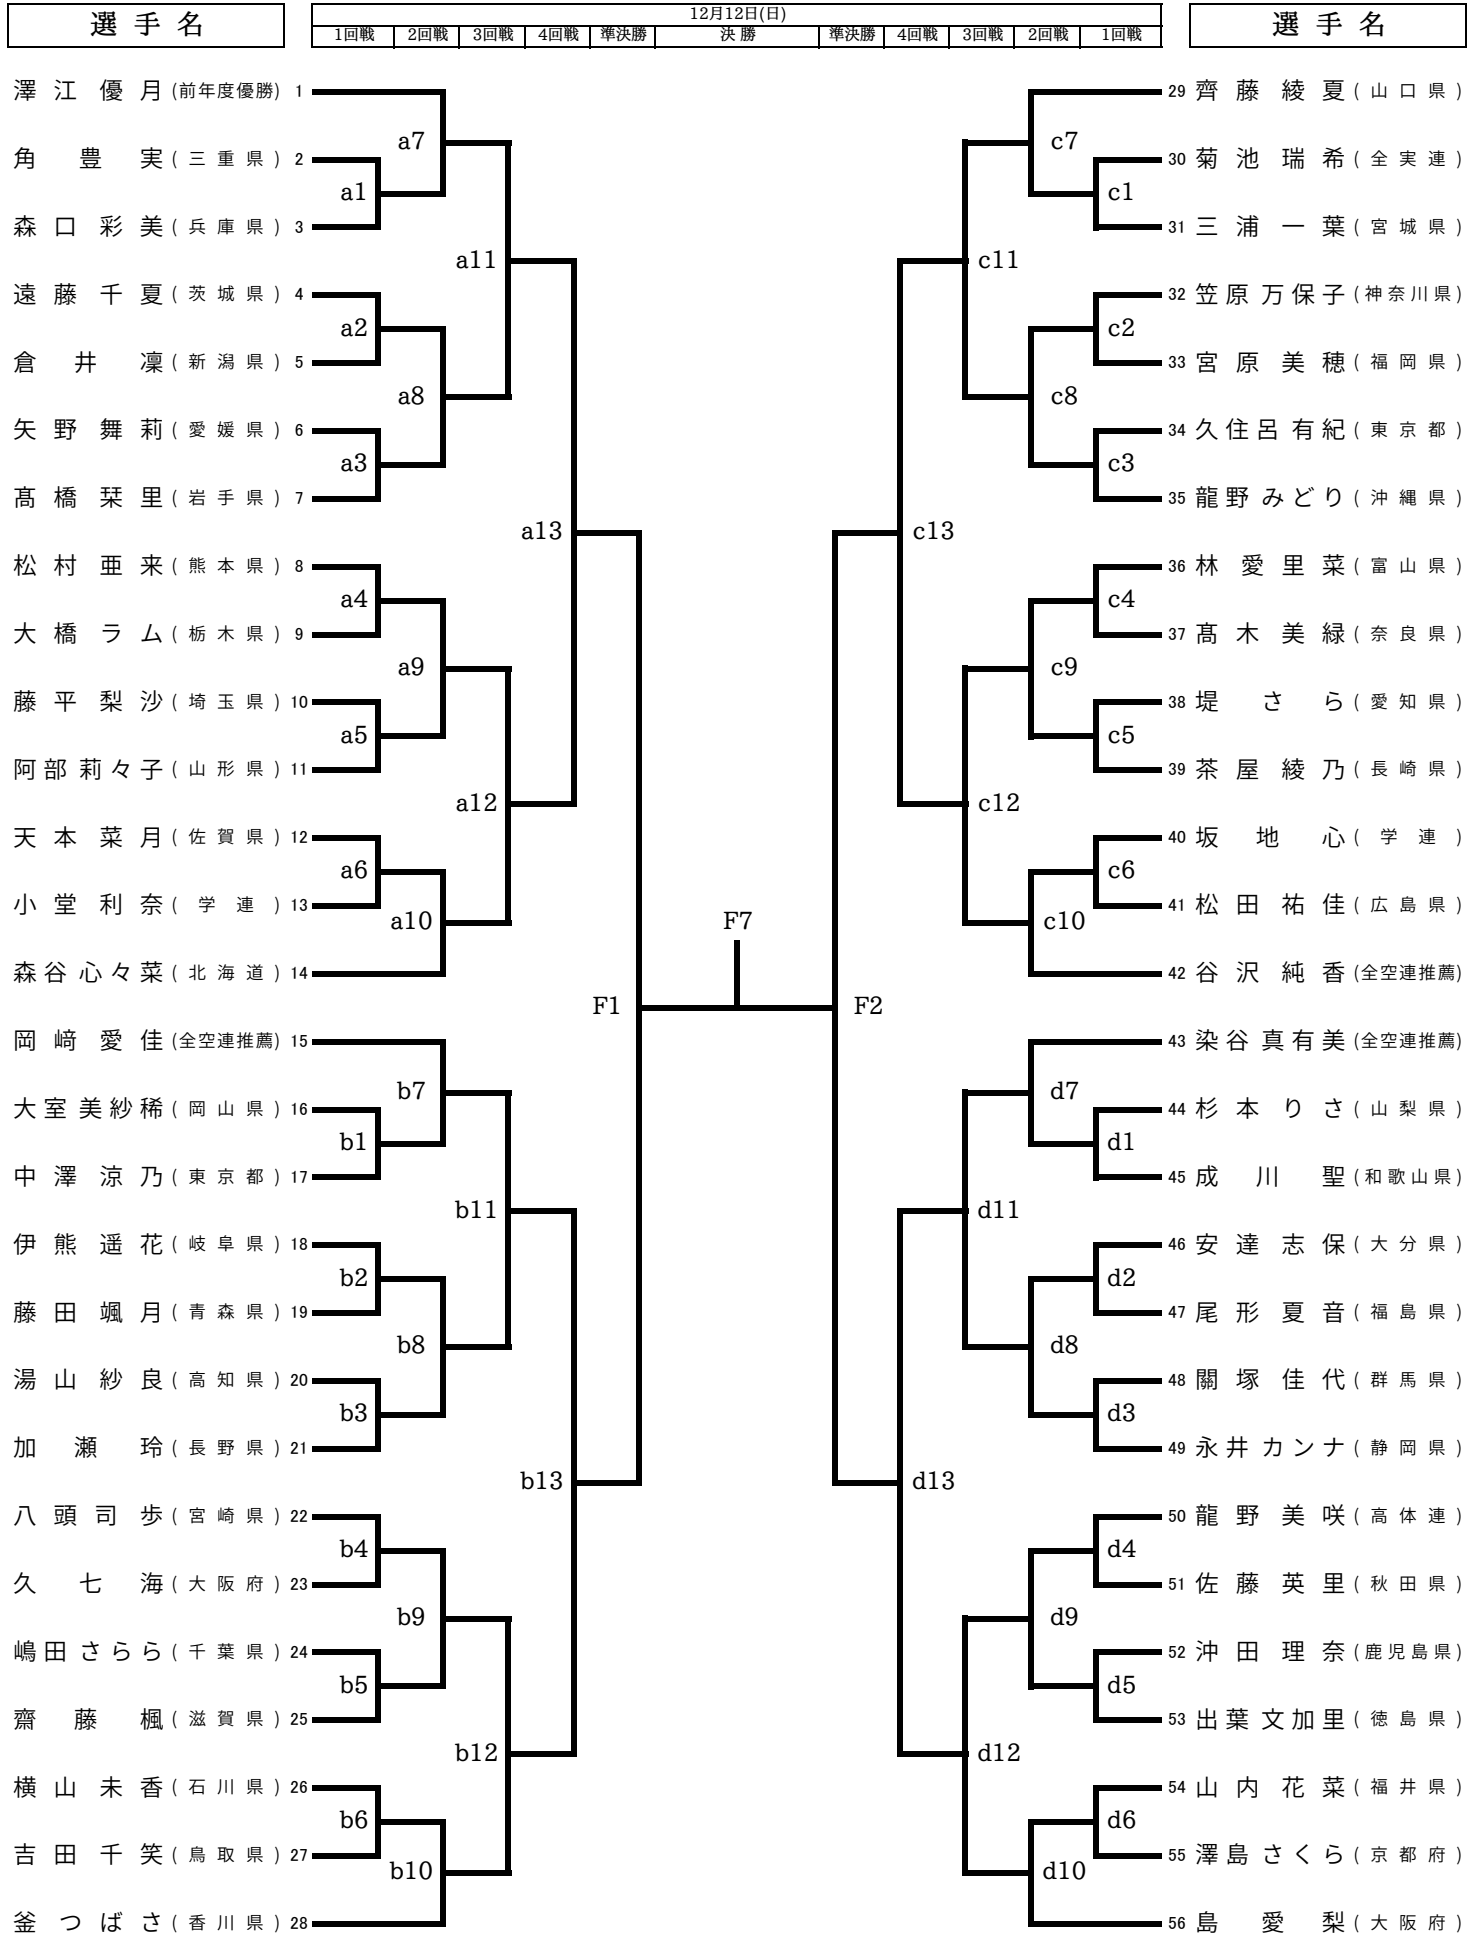 選手名
12月12日(日)
1回戦 2回戦 3回戦 4回戦 準決勝 決勝 準決勝 4回戦 3回戦 2回戦 1回戦
選手名
澤江優月(前年度優勝) 1
角豊実(三重県) 2
森口彩美(兵庫県) 3
遠藤千夏(茨城県) 4
倉井凜(新潟県) 5
矢野舞莉(愛媛県) 6
髙橋栞里(岩手県) 7
松村亜来(熊本県) 8
大橋ラム(栃木県) 9
藤平梨沙(埼玉県) 10
阿部莉々子(山形県) 11
天本菜月(佐賀県) 12
小堂利奈(学連) 13
森谷心々菜(北海道) 14
岡﨑愛佳(全空連推薦) 15
大室美紗稀(岡山県) 16
中澤涼乃(東京都) 17
伊熊遥花(岐阜県) 18
藤田颯月(青森県) 19
湯山紗良(高知県) 20
加瀬玲(長野県) 21
八頭司歩(宮崎県) 22
久七海(大阪府) 23
嶋田さらら(千葉県) 24
齋藤楓(滋賀県) 25
横山未香(石川県) 26
吉田千笑(鳥取県) 27
釜つばさ(香川県) 28
a7
a1
a11
a2
a8
a3
a13
a4
a9
a5
a12
a6
a10
F1
b7
b1
b11
b2
b8
b3
b13
b4
b9
b5
b12
b6
b10
F7
F2
c7
c1
c11
c2
c8
c3
c13
c4
c9
c5
c12
c6
c10
d7
d1
d11
d2
d8
d3
d13
d4
d9
d5
d12
d6
d10
29 齊藤綾夏(山口県)
30 菊池瑞希(全実連)
31 三浦一葉(宮城県)
32 笠原万保子(神奈川県)
33 宮原美穂(福岡県)
34 久住呂有紀(東京都)
35 龍野みどり(沖縄県)
36 林愛里菜(富山県)
37 髙木美緑(奈良県)
38 堤さら(愛知県)
39 茶屋綾乃(長崎県)
40 坂地心(学連)
41 松田祐佳(広島県)
42 谷沢純香(全空連推薦)
43 染谷真有美(全空連推薦)
44 杉本りさ(山梨県)
45 成川聖(和歌山県)
46 安達志保(大分県)
47 尾形夏音(福島県)
48 關塚佳代(群馬県)
49 永井カンナ(静岡県)
50 龍野美咲(高体連)
51 佐藤英里(秋田県)
52 沖田理奈(鹿児島県)
53 出葉文加里(徳島県)
54 山内花菜(福井県)
55 澤島さくら(京都府)
56 島愛梨(大阪府)